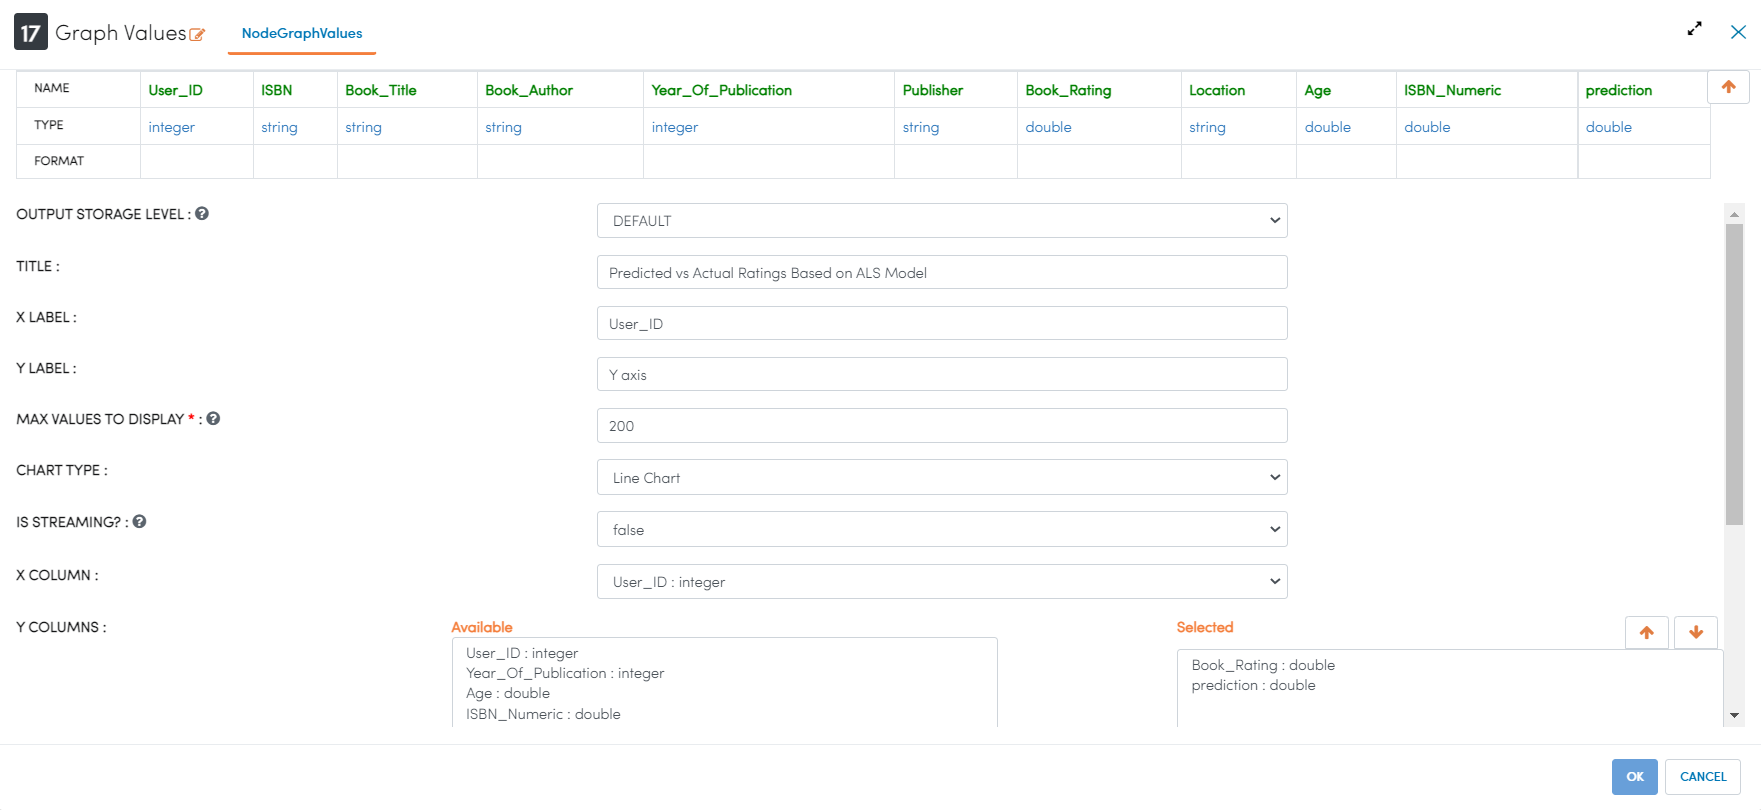 17 Graph Values NodeGraphValues
NAME User_ID ISBN Book_Title Book_Author Year_Of_Publication Publisher Book_Rating Location Age ISBN_Numeric prediction
TYPE integer string string string integer string double string double double double
FORMAT
OUTPUT STORAGE LEVEL : ? DEFAULT
TITLE : Predicted vs Actual Ratings Based on ALS Model
X LABEL : User_ID
Y LABEL : Y axis
MAX VALUES TO DISPLAY * : ? 200
CHART TYPE : Line Chart
IS STREAMING? : ? false
X COLUMN : User_ID : integer
Y COLUMNS : Available Selected
User_ID : integer
Year_Of_Publication : integer
Age : double
ISBN_Numeric : double
Book_Rating : double
prediction : double
OK CANCEL